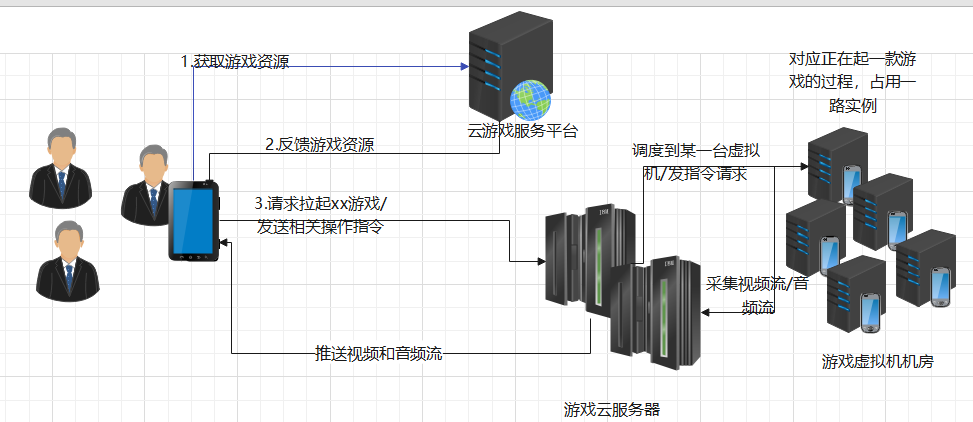 1.获取游戏资源
云游戏服务平台
对应正在起一款游
戏的过程，占用一
路实例
2.反馈游戏资源
调度到某一台虚拟
机/发指令请求
3.请求拉起xx游戏/
发送相关操作指令
IBM
IBM
采集视频流/音
频流
推送视频和音频流
游戏虚拟机机房
游戏云服务器